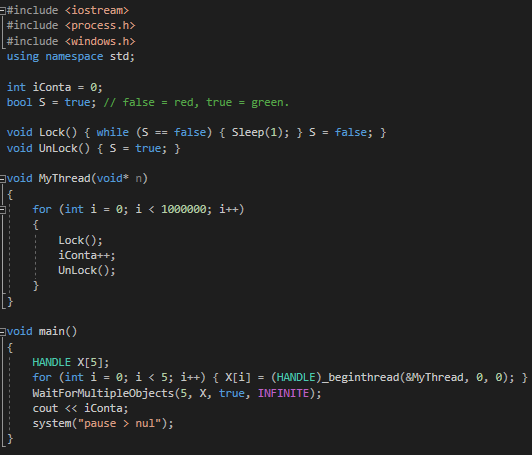 #include <iostream>
#include <process.h>
#include <windows.h>
using namespace std;
int iConta = 0;
bool S = true; // false = red, true = green.
void Lock() { while (S == false) { Sleep(1); } S = false; }
void UnLock() { S = true; }
void MyThread(void* n)
{
for (int i = 0; i < 1000000; i++)
{
Lock();
iConta++;
UnLock();
}
}
void main()
{
HANDLE X[5];
for (int i = 0; i < 5; i++) { X[i] = (HANDLE)_beginthread(&MyThread, 0, 0); }
WaitForMultipleObjects(5, X, true, INFINITE);
cout << iConta;
system("pause > nul");
}